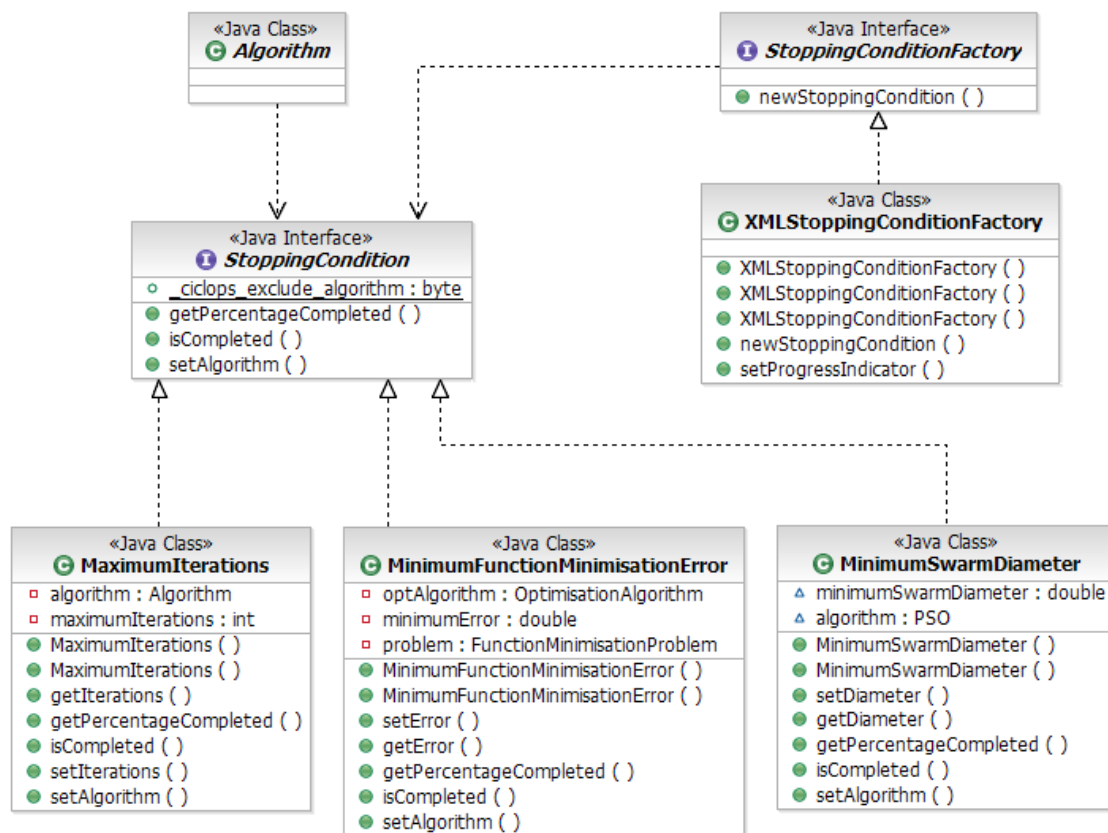 «Java Class»
Algorithm
«Java Interface»
StoppingConditionFactory
newStoppingCondition ( )
«Java Class»
XMLStoppingConditionFactory
XMLStoppingConditionFactory ( )
XMLStoppingConditionFactory ( )
XMLStoppingConditionFactory ( )
newStoppingCondition ( )
setProgressIndicator ( )
«Java Interface»
StoppingCondition
_ciclops_exclude_algorithm : byte
getPercentageCompleted ( )
isCompleted ( )
setAlgorithm ( )
«Java Class»
MaximumIterations
algorithm : Algorithm
maximumIterations : int
MaximumIterations ( )
MaximumIterations ( )
getIterations ( )
getPercentageCompleted ( )
isCompleted ( )
setIterations ( )
setAlgorithm ( )
«Java Class»
MinimumFunctionMinimisationError
optAlgorithm : OptimisationAlgorithm
minimumError : double
problem : FunctionMinimisationProblem
MinimumFunctionMinimisationError ( )
MinimumFunctionMinimisationError ( )
setError ( )
getError ( )
getPercentageCompleted ( )
isCompleted ( )
setAlgorithm ( )
«Java Class»
MinimumSwarmDiameter
minimumSwarmDiameter : double
algorithm : PSO
MinimumSwarmDiameter ( )
MinimumSwarmDiameter ( )
setDiameter ( )
getDiameter ( )
getPercentageCompleted ( )
isCompleted ( )
setAlgorithm ( )